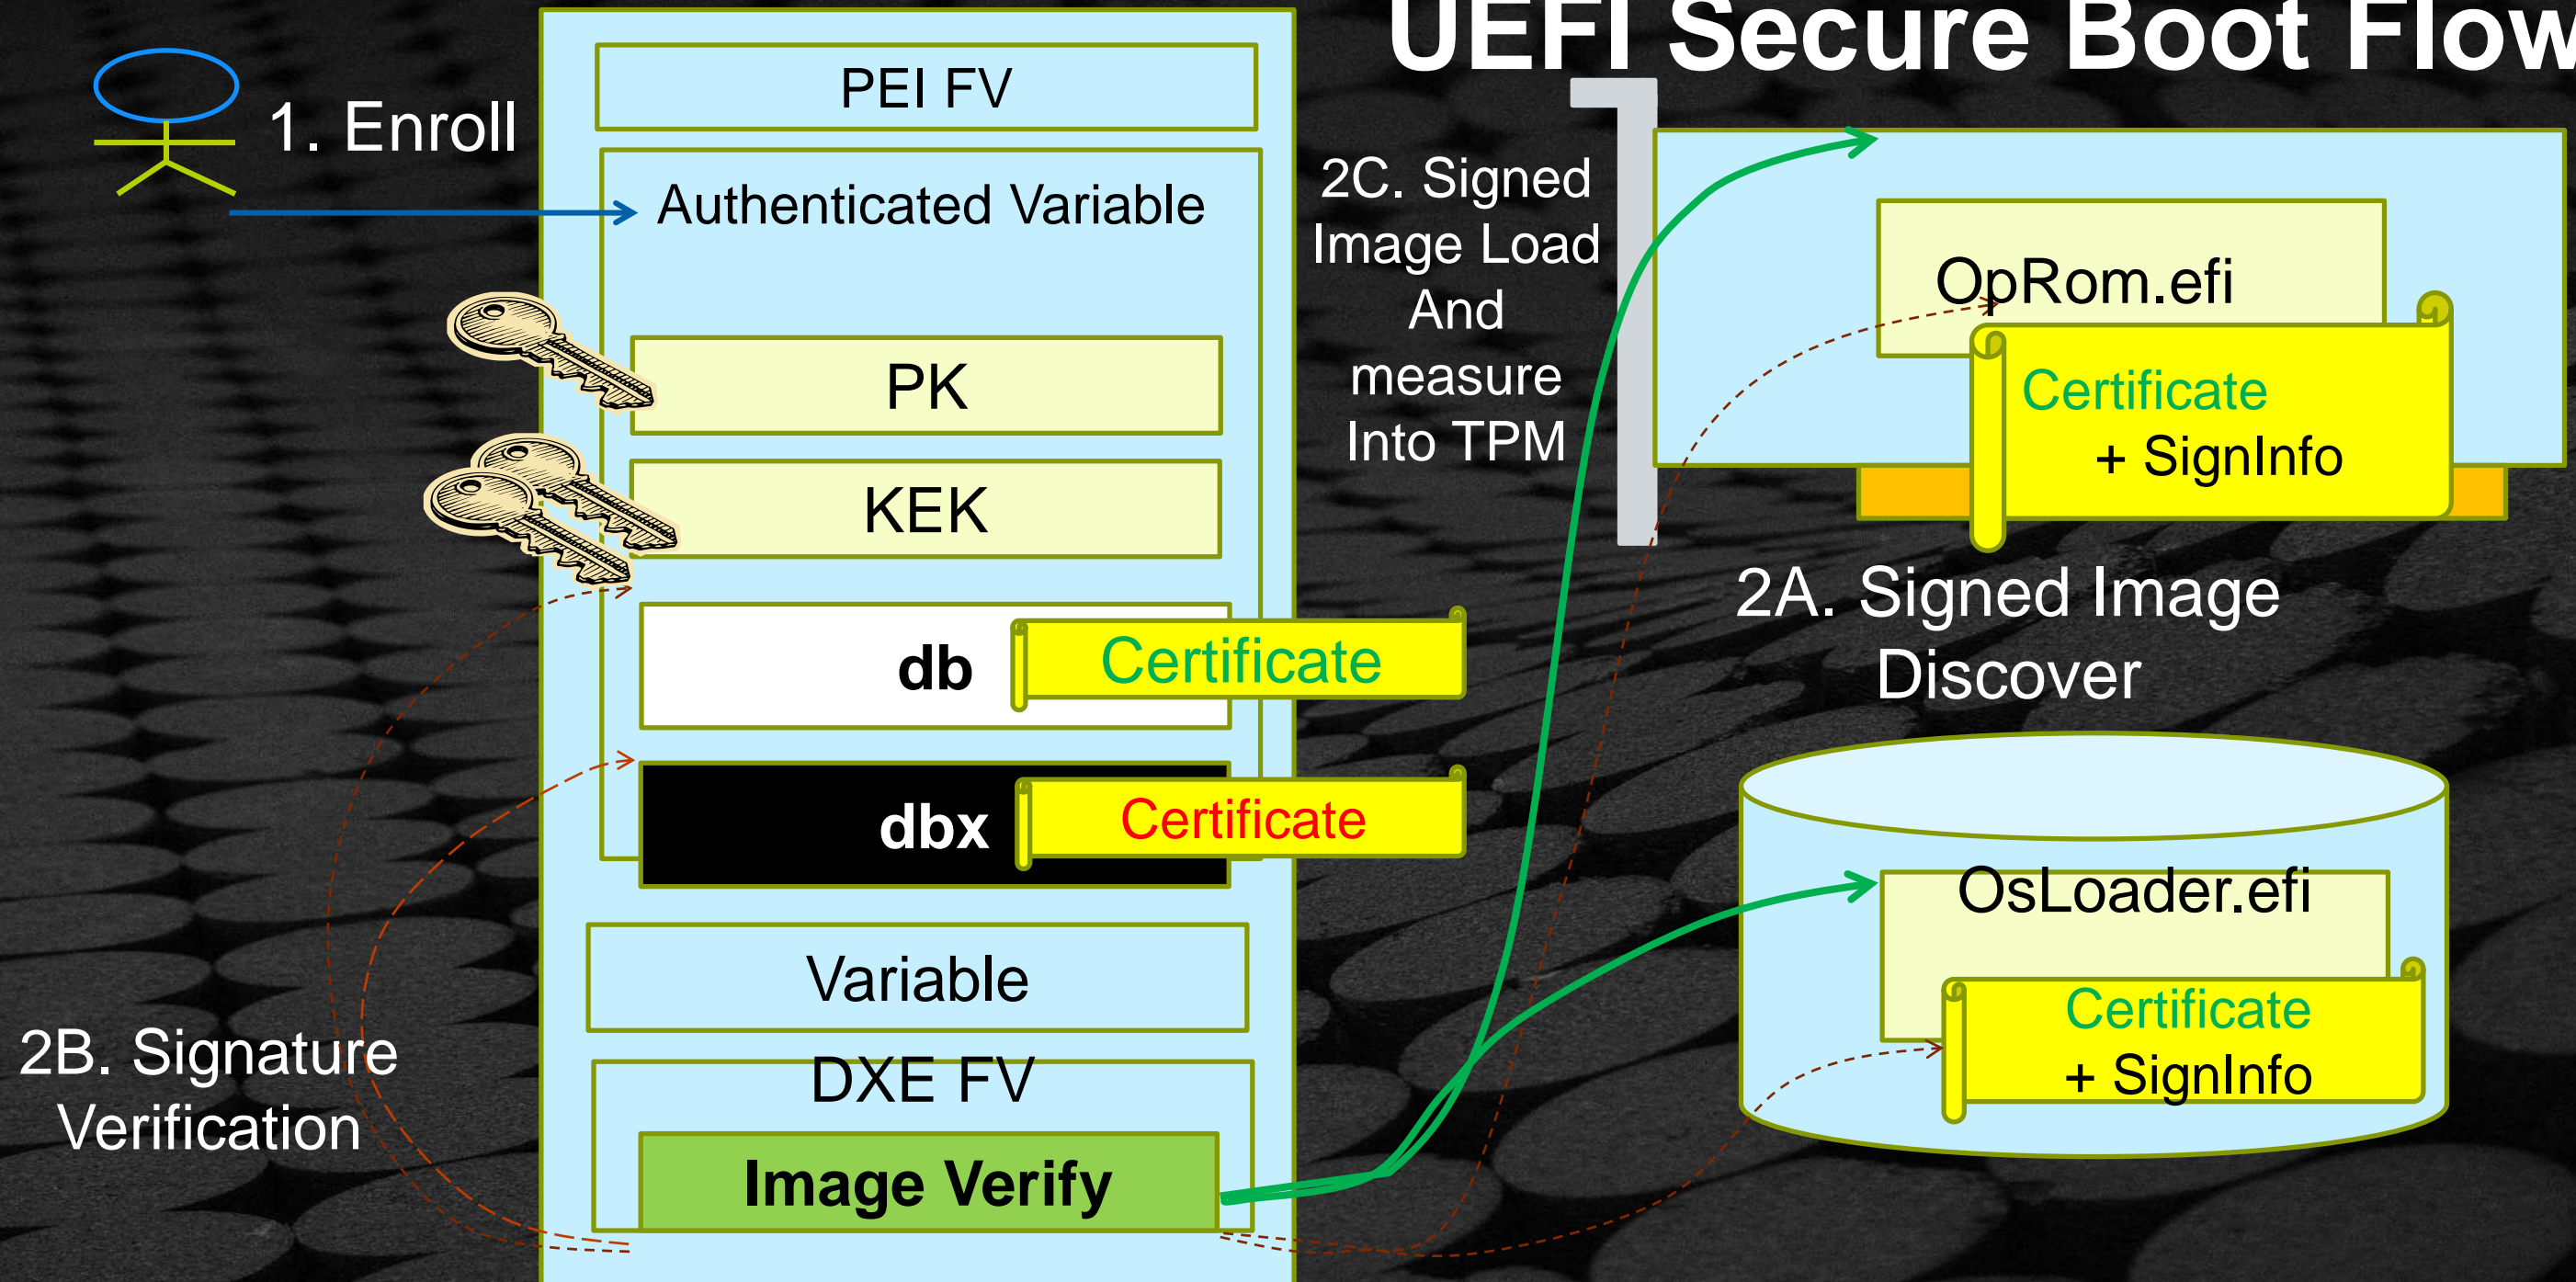 UEFI Secure Boot Flow
1. Enroll
PEI FV
Authenticated Variable
PK
KEK
db
Certificate
dbx
Certificate
Variable
DXE FV
Image Verify
2B. Signature
Verification
2C. Signed
Image Load
And
measure
Into TPM
OpRom.efi
Certificate
+ SignInfo
2A. Signed Image
Discover
OsLoader.efi
Certificate
+ SignInfo